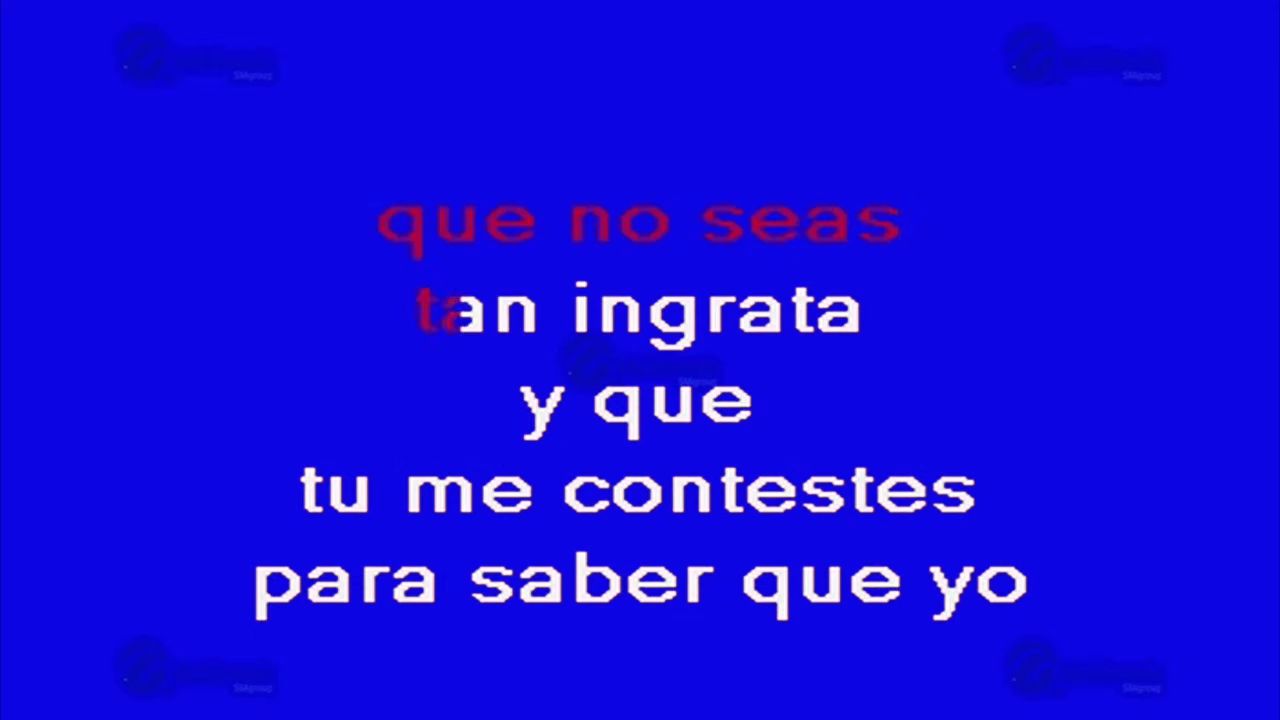 que no seas
tan ingrata
y que
tu me contestes
para saber que yo